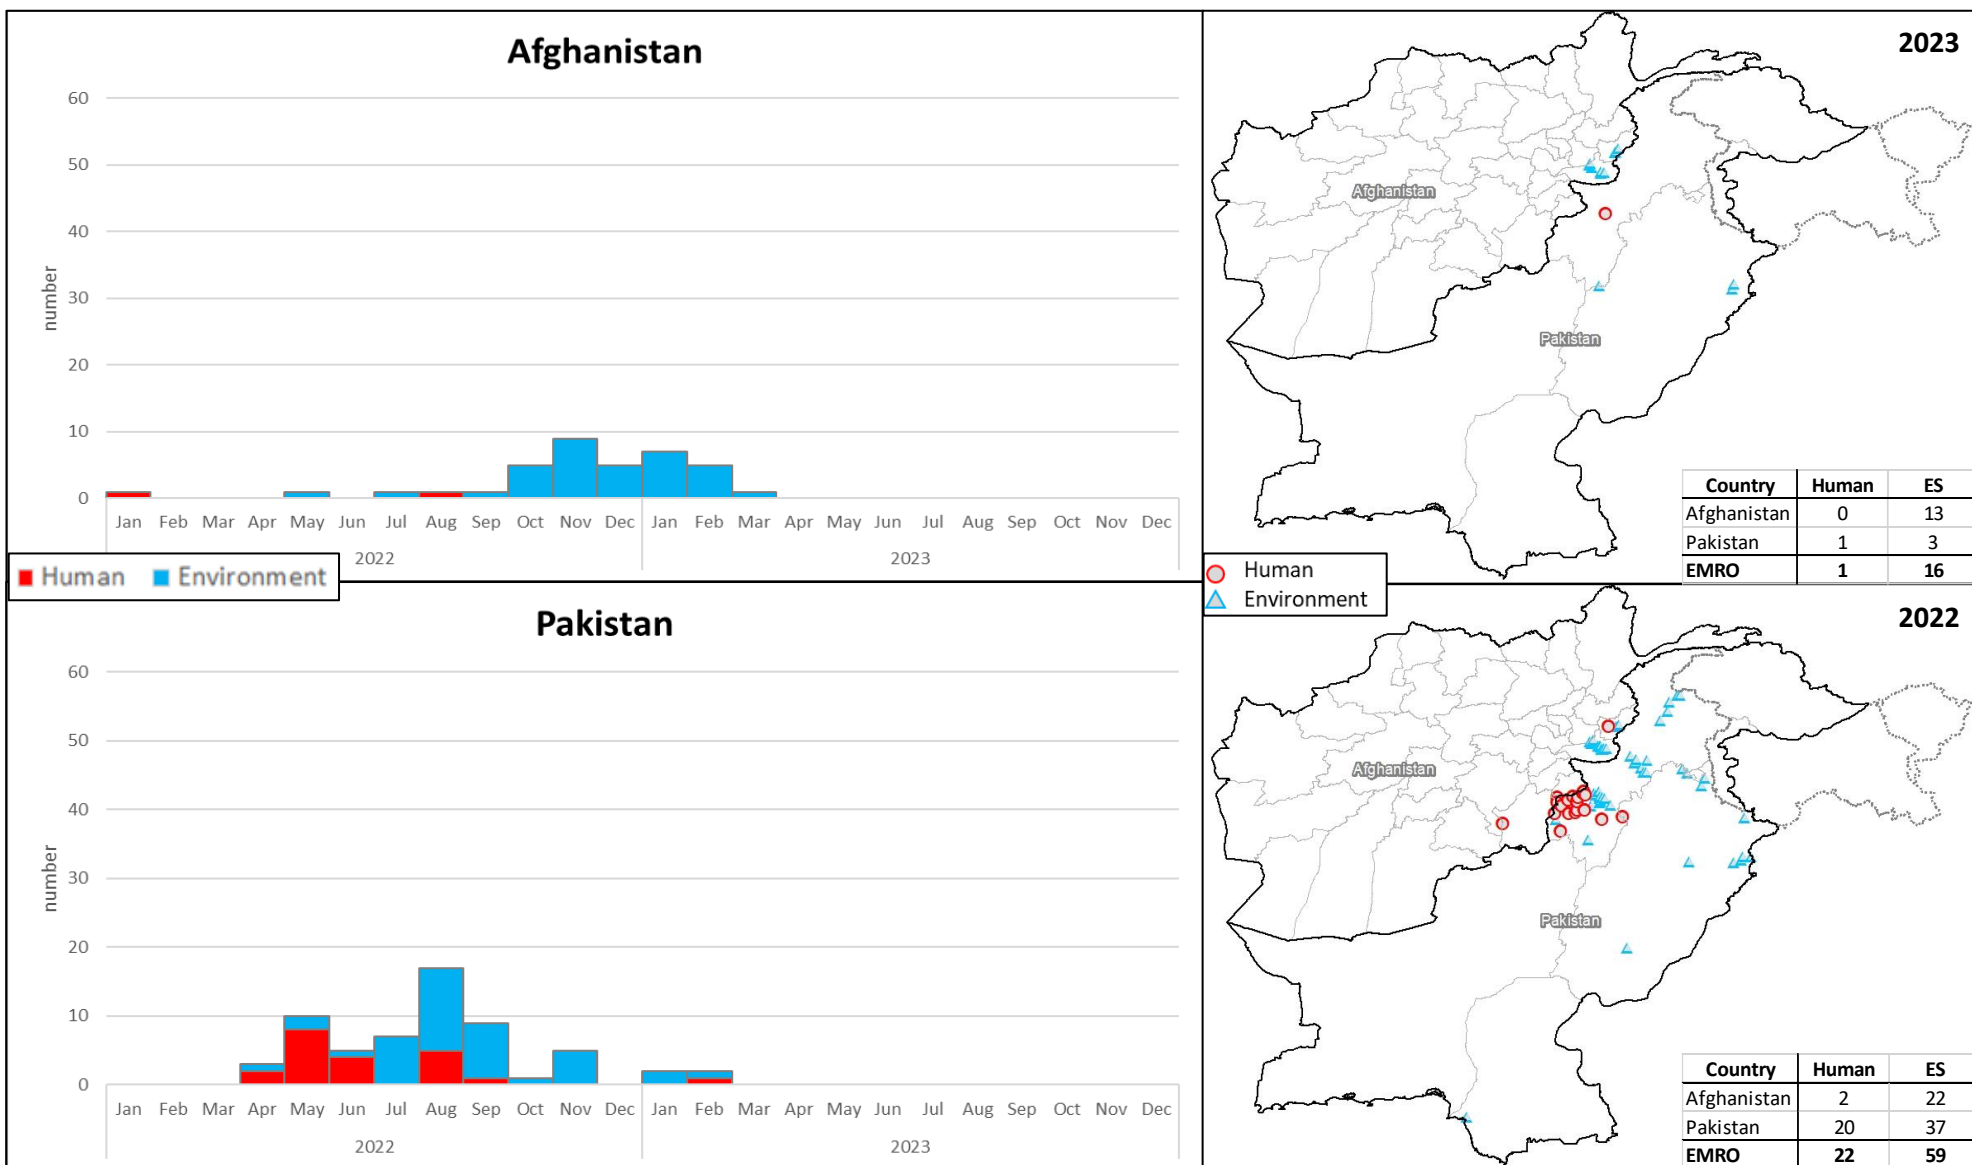 Afghanistan
60
50
40
30
20
10
0
number
Jan Feb Mar Apr May Jun Jul Aug Sep Oct Nov Dec Jan Feb Mar Apr May Jun Jul Aug Sep Oct Nov Dec
2022 2023
Human Environment
2023
Afghanistan
Pakistan
Country Human ES
Afghanistan 0 13
Pakistan 1 3
EMRO 1 16
Human
Environment
Pakistan
60
50
40
30
20
10
0
number
Jan Feb Mar Apr May Jun Jul Aug Sep Oct Nov Dec Jan Feb Mar Apr May Jun Jul Aug Sep Oct Nov Dec
2022 2023
2022
Afghanistan
Pakistan
Country Human ES
Afghanistan 2 22
Pakistan 20 37
EMRO 22 59